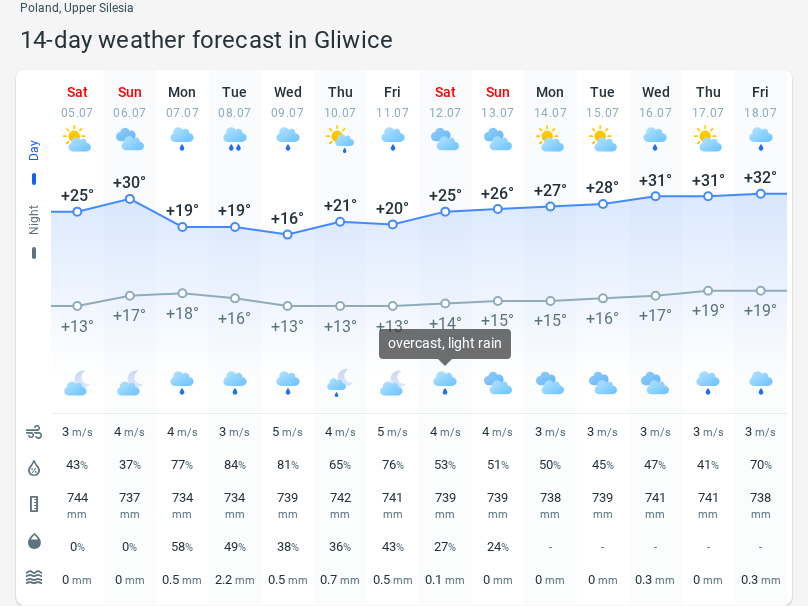 Poland, Upper Silesia
14-day weather forecast in Gliwice
Sat Sun Mon Tue Wed Thu Fri Sat Sun Mon Tue Wed Thu Fri
05.07 06.07 07.07 08.07 09.07 10.07 11.07 12.07 13.07 14.07 15.07 16.07 17.07 18.07
Day
+25° +30° +19° +19° +16° +21° +20° +25° +26° +27° +28° +31° +31° +32°
Night
+13° +17° +18° +16° +13° +13° +13° +14° +15° +15° +16° +17° +19° +19°
overcast, light rain
3 m/s 4 m/s 4 m/s 3 m/s 5 m/s 4 m/s 5 m/s 4 m/s 4 m/s 3 m/s 3 m/s 3 m/s 3 m/s 3 m/s
43% 37% 77% 84% 81% 65% 76% 53% 51% 50% 45% 47% 41% 70%
744 737 734 734 739 742 741 739 739 738 739 741 741 738
mm mm mm mm mm mm mm mm mm mm mm mm mm mm
0% 0% 58% 49% 38% 36% 43% 27% 24% - - - - -
0 mm 0 mm 0.5 mm 2.2 mm 0.5 mm 0.7 mm 0.5 mm 0.1 mm 0 mm 0 mm 0 mm 0.3 mm 0 mm 0.3 mm